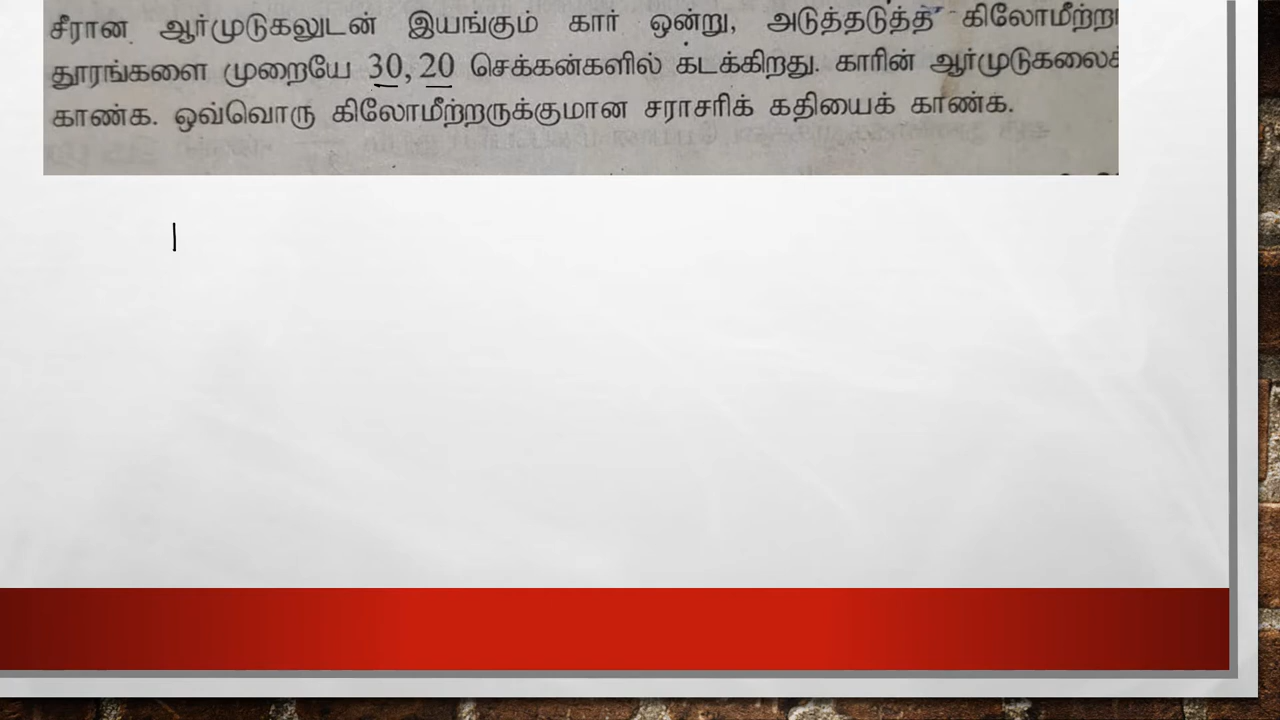 சீரான ஆர்முடுகலுடன் இயங்கும் கார் ஒன்று, அடுத்தடுத்த
தூரங்களை முறையே 30, 20 செக்கன்களில் கடக்கிறது. காரின் ஆர்முடுகலைக்
காண்க. ஒவ்வொரு கிலோமீற்றருக்குமான சராசரிக் கதியைக் காண்க.